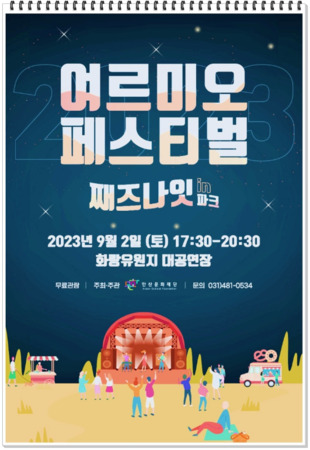 2023
여르미오
페스티벌
째즈나잇 in 파크
2023년 9월 2일 (토) 17:30-20:30
화랑유원지 대공연장
무료관람 | 주최·주관 안산문화재단 | 문의 031)481-0534